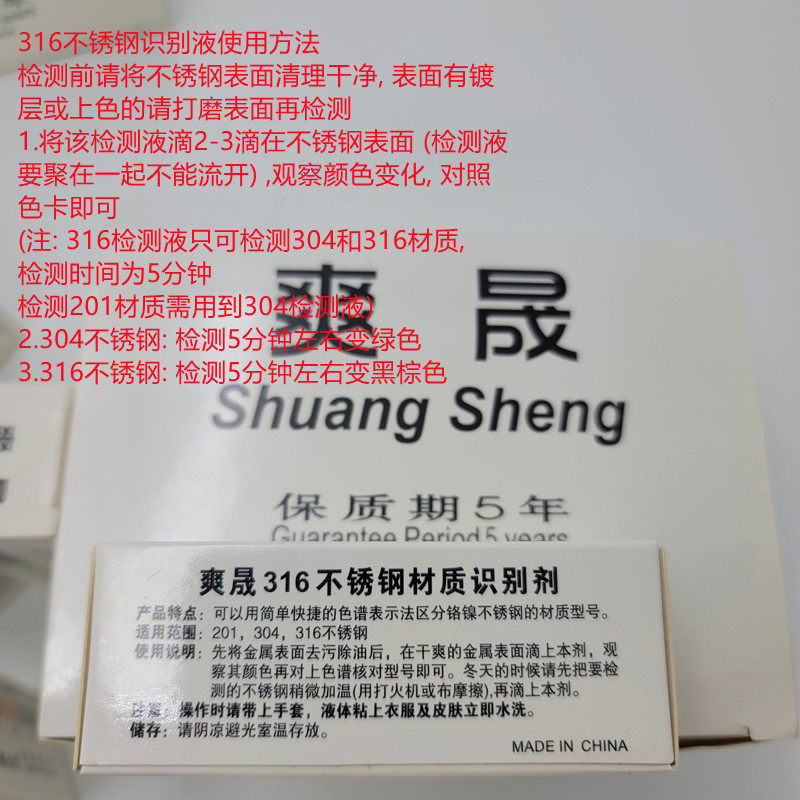 316不锈钢识别液使用方法
检测前请将不锈钢表面清理干净, 表面有镀
层或上色的请打磨表面再检测
1.将该检测液滴2-3滴在不锈钢表面 (检测液
要聚在一起不能流开) ,观察颜色变化, 对照
色卡即可
(注: 316检测液只可检测304和316材质,
检测时间为5分钟
检测201材质需用到304检测液)
2.304不锈钢: 检测5分钟左右变绿色
3.316不锈钢: 检测5分钟左右变黑棕色
爽晟
Shuang Sheng
保质期5年
Guarantee Period 5 years
爽晟316不锈钢材质识别剂
产品特点: 可以用简单快捷的色谱表示法区分铬镍不锈钢的材质型号。
适用范围: 201, 304, 316不锈钢
使用说明: 先将金属表面去污除油后, 在干爽的金属表面滴上本剂, 观
察其颜色再对上色谱核对型号即可。冬天的时候请先把要检
测的不锈钢稍微加温(用打火机或布摩擦),再滴上本剂。
操作时请带上手套, 液体粘上衣服及皮肤立即水洗。
储存: 请阴凉避光室温存放。
MADE IN CHINA